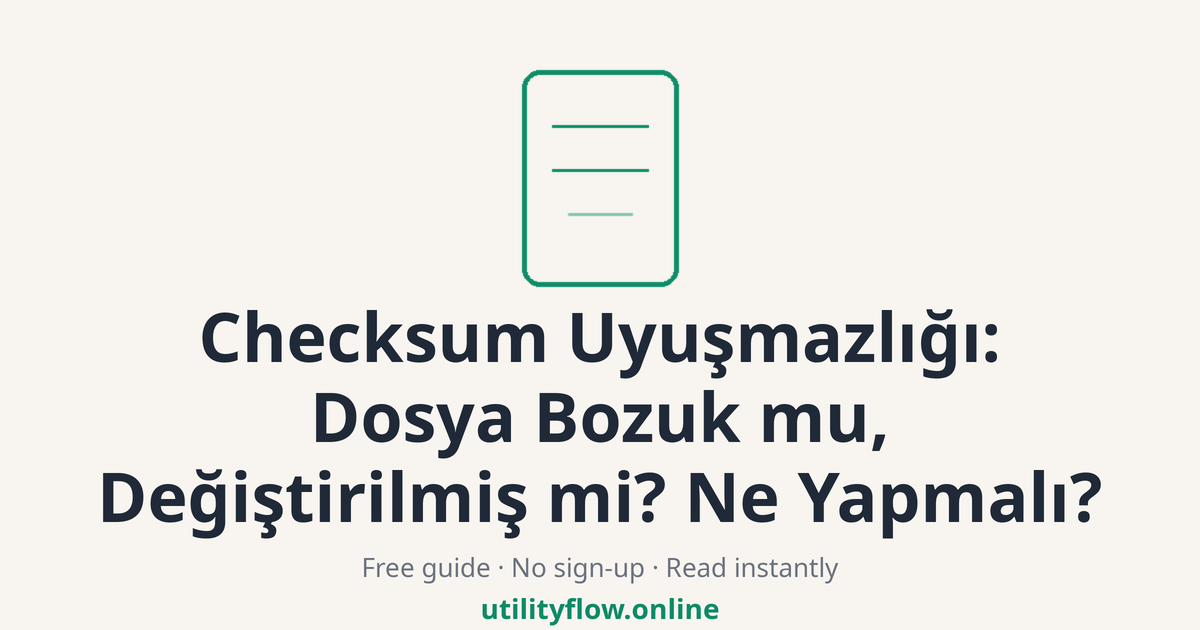 Checksum Uyuşmazlığı:
Dosya Bozuk mu,
Değiştirilmiş mi? Ne Yapmalı?
Free guide · No sign-up · Read instantly
utilityflow.online